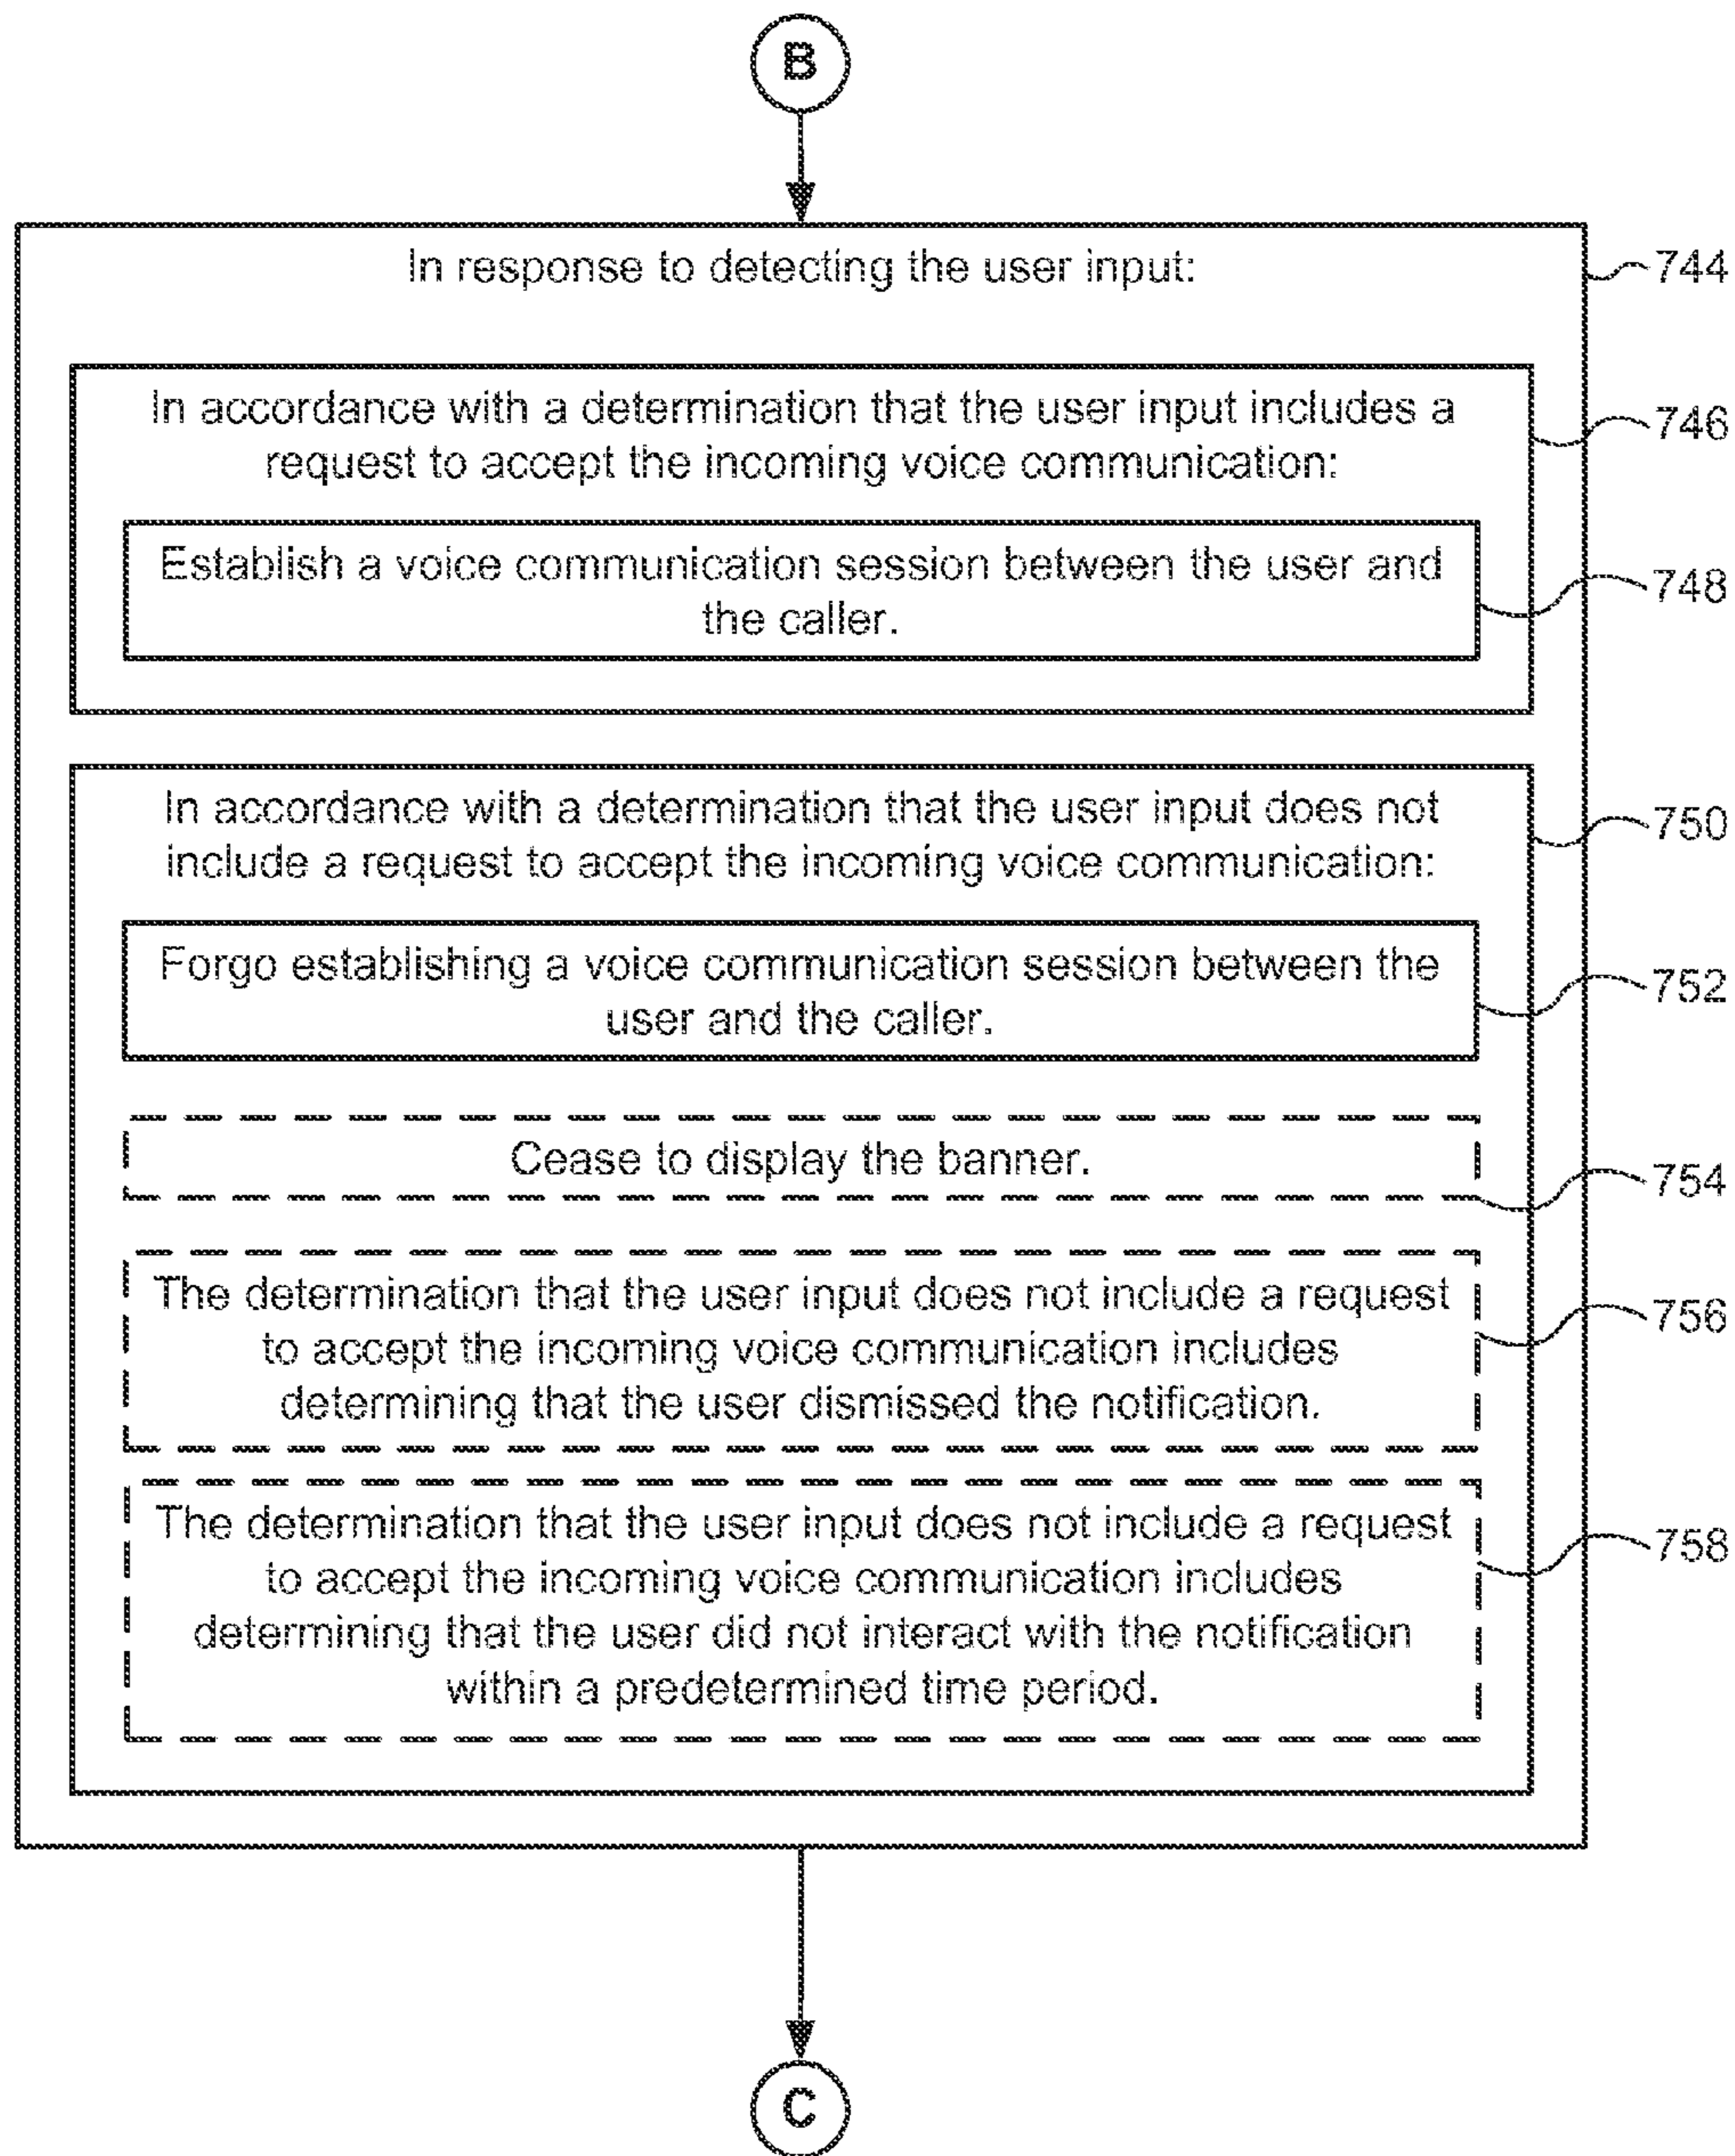 B
In response to detecting the user input:
744
In accordance with a determination that the user input includes a
request to accept the incoming voice communication:
746
Establish a voice communication session between the user and
the caller.
748
In accordance with a determination that the user input does not
include a request to accept the incoming voice communication:
750
Forgo establishing a voice communication session between the
user and the caller.
752
Cease to display the banner.
754
The determination that the user input does not include a request
to accept the incoming voice communication includes
determining that the user dismissed the notification.
756
The determination that the user input does not include a request
to accept the incoming voice communication includes
determining that the user did not interact with the notification
within a predetermined time period.
758
C